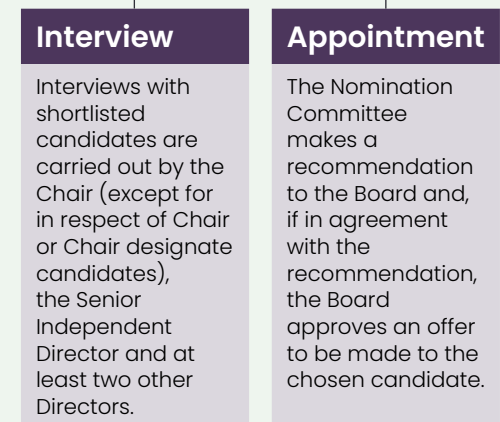 Interview
Interviews with
shortlisted
candidates are
carried out by the
Chair (except for
in respect of Chair
or Chair designate
candidates),
the Senior
Independent
Director and at
least two other
Directors.
Appointment
The Nomination
Committee
makes a
recommendation
to the Board and,
if in agreement
with the
recommendation,
the Board
approves an offer
to be made to the
chosen candidate.